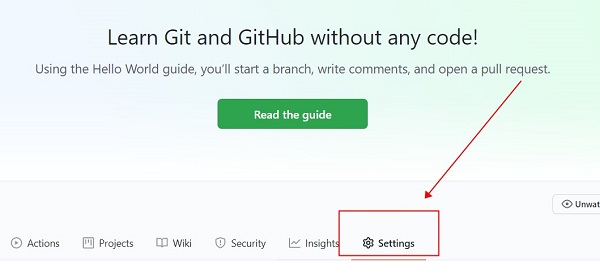 Learn Git and GitHub without any code!
Using the Hello World guide, you’ll start a branch, write comments, and open a pull request.
Read the guide
Unwat
Actions Projects Wiki Security Insights Settings